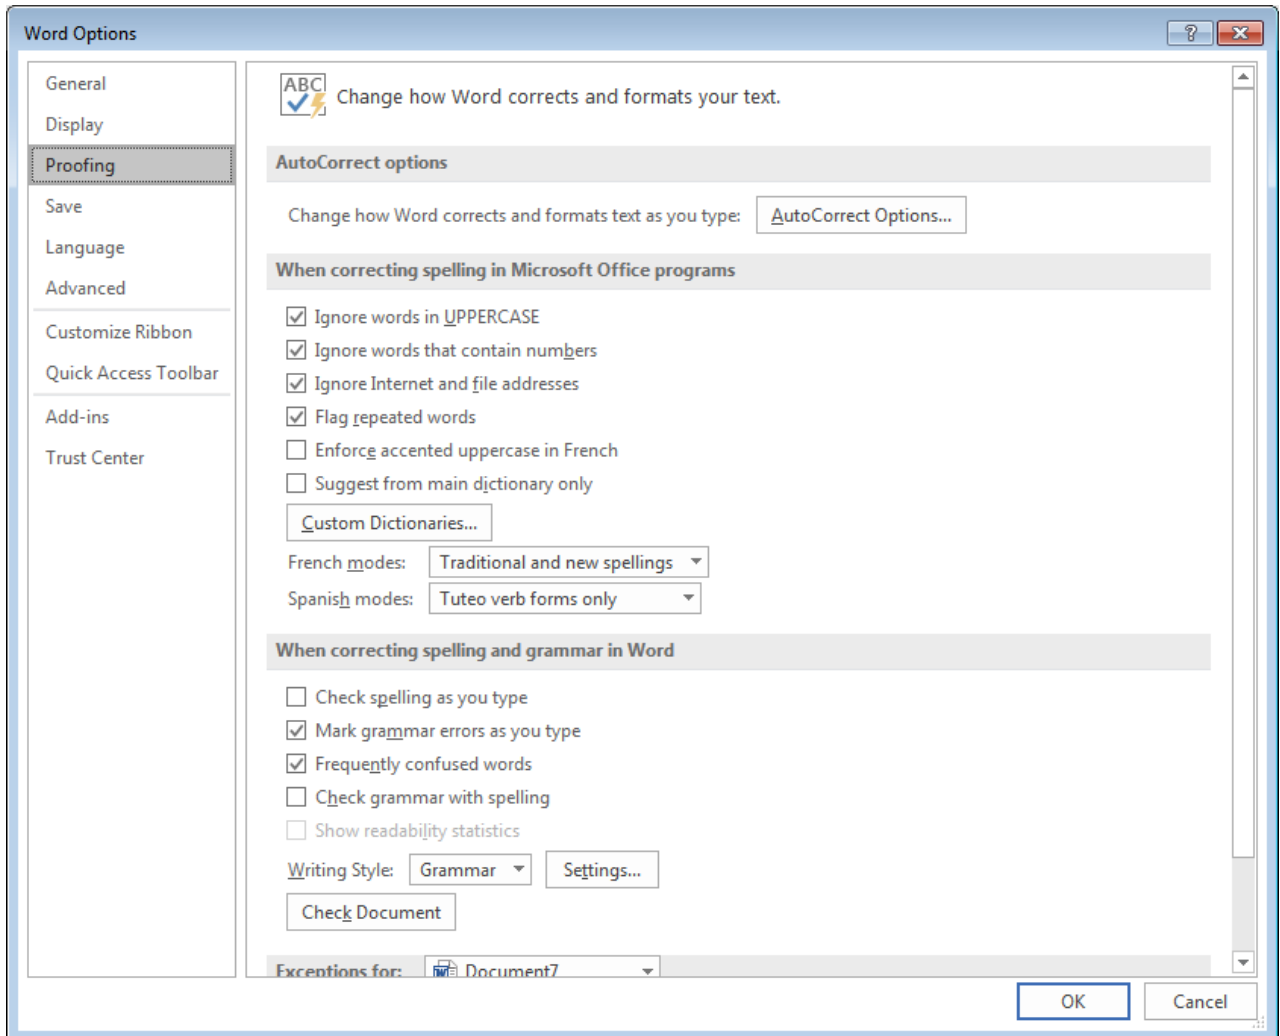 Word Options
General
Display
Proofing
Save
Language
Advanced
Customize Ribbon
Quick Access Toolbar
Add-ins
Trust Center
ABC
Change how Word corrects and formats your text.
AutoCorrect options
Change how Word corrects and formats text as you type: AutoCorrect Options...
When correcting spelling in Microsoft Office programs
Ignore words in UPPERCASE
Ignore words that contain numbers
Ignore Internet and file addresses
Flag repeated words
Enforce accented uppercase in French
Suggest from main dictionary only
Custom Dictionaries...
French modes: Traditional and new spellings
Spanish modes: Tuteo verb forms only
When correcting spelling and grammar in Word
Check spelling as you type
Mark grammar errors as you type
Frequently confused words
Check grammar with spelling
Show readability statistics
Writing Style: Grammar Settings...
Check Document
Exceptions for: Document7
OK Cancel